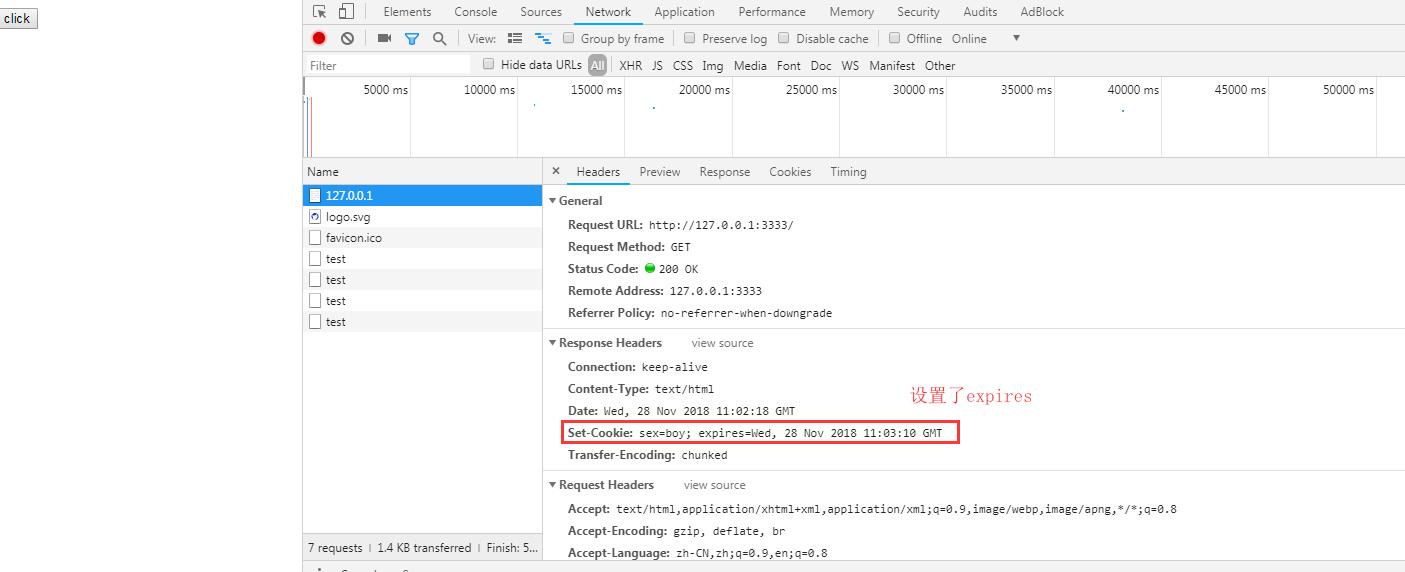 click
Elements Console Sources Network Application Performance Memory Security Audits AdBlock
View: Group by frame Preserve log Disable cache Offline Online
Filter Hide data URLs All XHR JS CSS Img Media Font Doc WS Manifest Other
5000 ms 10000 ms 15000 ms 20000 ms 25000 ms 30000 ms 35000 ms 40000 ms 45000 ms 50000 ms
Name
127.0.0.1
logo.svg
favicon.ico
test
test
test
test
7 requests | 1.4 KB transferred | Finish: 5...
× Headers Preview Response Cookies Timing
General
Request URL: http://127.0.0.1:3333/
Request Method: GET
Status Code: 200 OK
Remote Address: 127.0.0.1:3333
Referrer Policy: no-referrer-when-downgrade
Response Headers view source
Connection: keep-alive
Content-Type: text/html
设置了expires
Date: Wed, 28 Nov 2018 11:02:18 GMT
Set-Cookie: sex=boy; expires=Wed, 28 Nov 2018 11:03:10 GMT
Transfer-Encoding: chunked
Request Headers view source
Accept: text/html,application/xhtml+xml,application/xml;q=0.9,image/webp,image/apng,*/*;q=0.8
Accept-Encoding: gzip, deflate, br
Accept-Language: zh-CN,zh;q=0.9,en;q=0.8